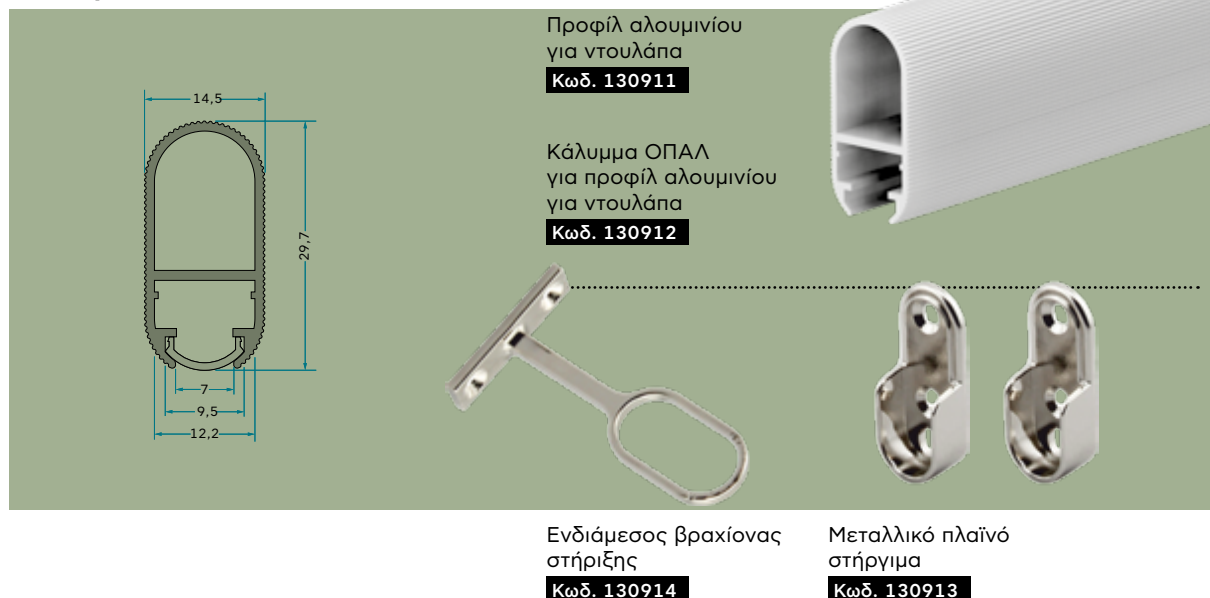 Προφίλ αλουμινίου
για ντουλάπα
Κωδ. 130911
Κάλυμμα ΟΠΑΛ
για προφίλ αλουμινίου
για ντουλάπα
Κωδ. 130912
14,5
29,7
7
9,5
12,2
Ενδιάμεσος βραχίονας
στήριξης
Κωδ. 130914
Μεταλλικό πλαϊνό
στήργιμα
Κωδ. 130913